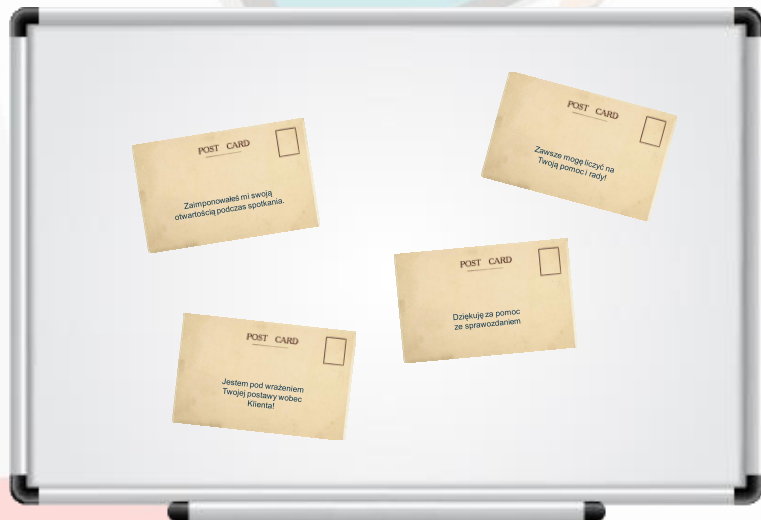 POST CARD
Zaimponowałeś mi swoją
otwartością podczas spotkania.
POST CARD
Zawsze mogę liczyć na
Twoją pomoc i rady!
POST CARD
Dziękuję za pomoc
ze sprawozdaniem
POST CARD
Jestem pod wrażeniem
Twojej postawy wobec
Klienta!